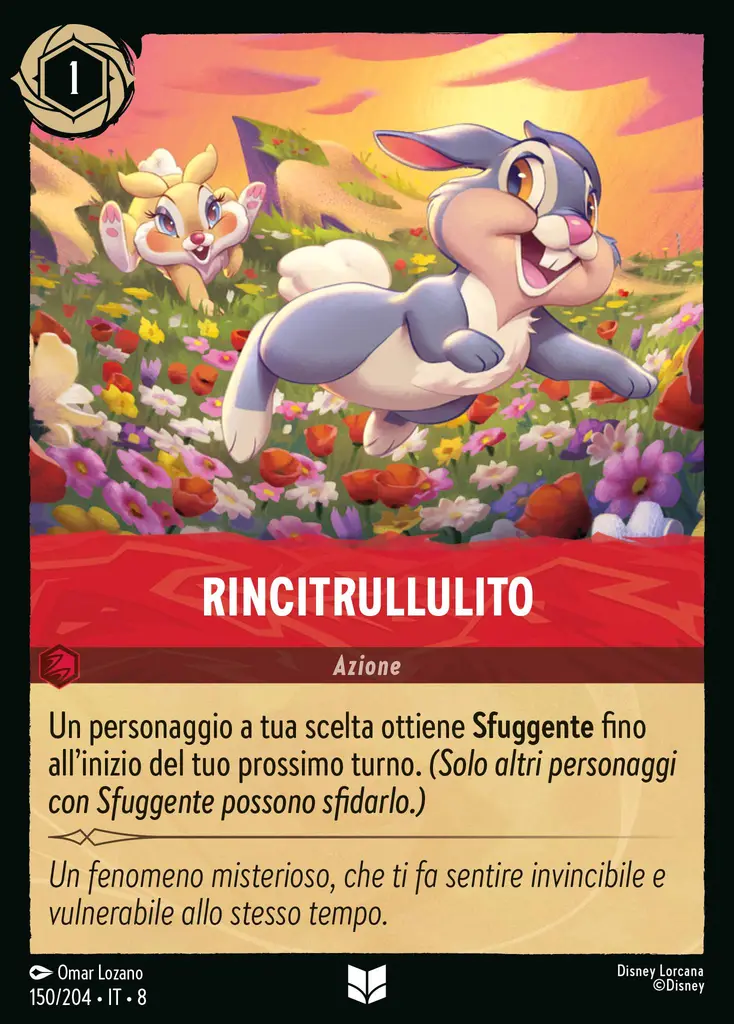 1
RINCITRULLULITO
Azione
Un personaggio a tua scelta ottiene Sfuggente fino
all'inizio del tuo prossimo turno. (Solo altri personaggi
con Sfuggente possono sfidarlo.)
Un fenomeno misterioso, che ti fa sentire invincibile e
vulnerabile allo stesso tempo.
Omar Lozano
150/204 • IT • 8
Disney Lorcana
©Disney